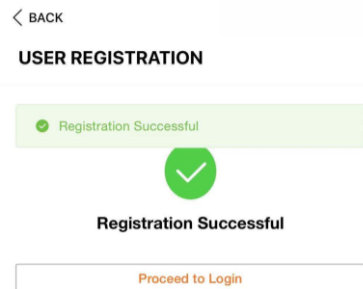 BACK
USER REGISTRATION
Registration Successful
Registration Successful
Proceed to Login